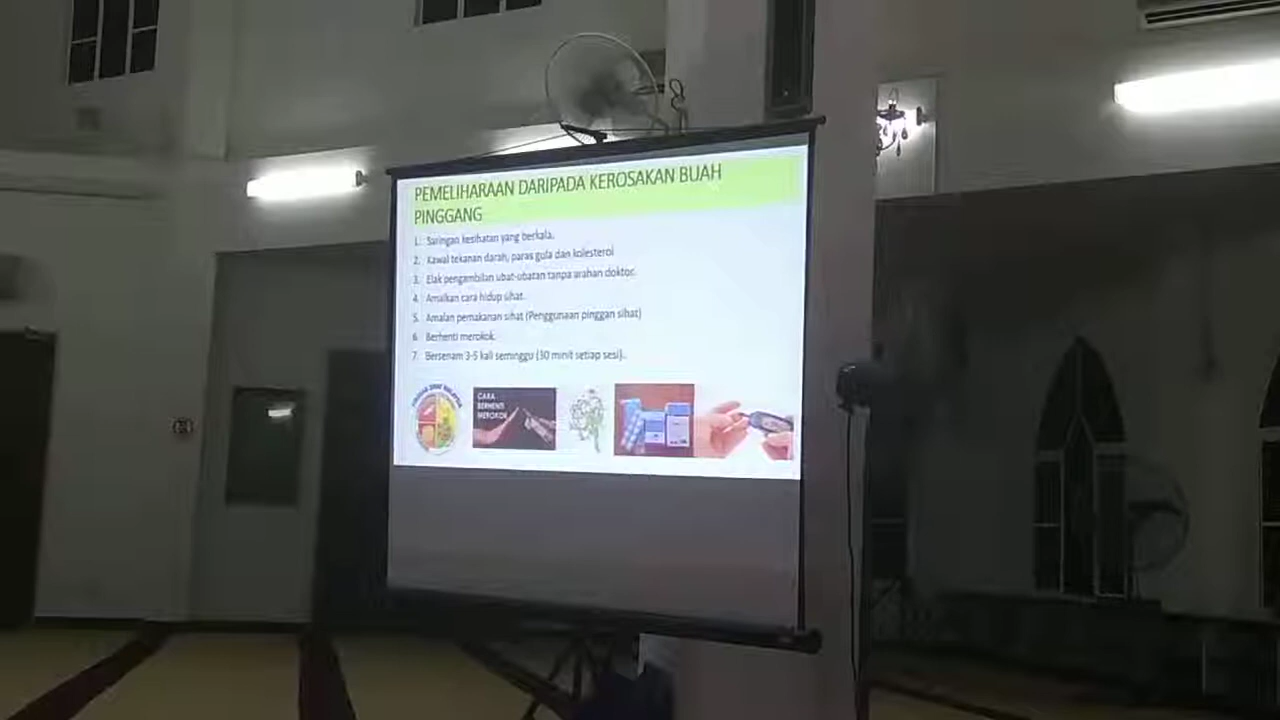 PEMELIHARAAN DARIPADA KEROSAKAN BUAH
PINGGANG
1. Saringan kesihatan yang berkala.
2. Kawal tekanan darah, paras gula dan kolesterol
3. Elak pengambilan ubat-ubatan tanpa arahan doktor.
4. Amalkan cara hidup sihat.
5. Amalan pemakanan sihat (Penggunaan pinggan sihat)
6. Berhenti merokok.
7. Bersenam 3-5 kali seminggu (30 minit setiap sesi).
CARA
BERHENTI
MEROKOK